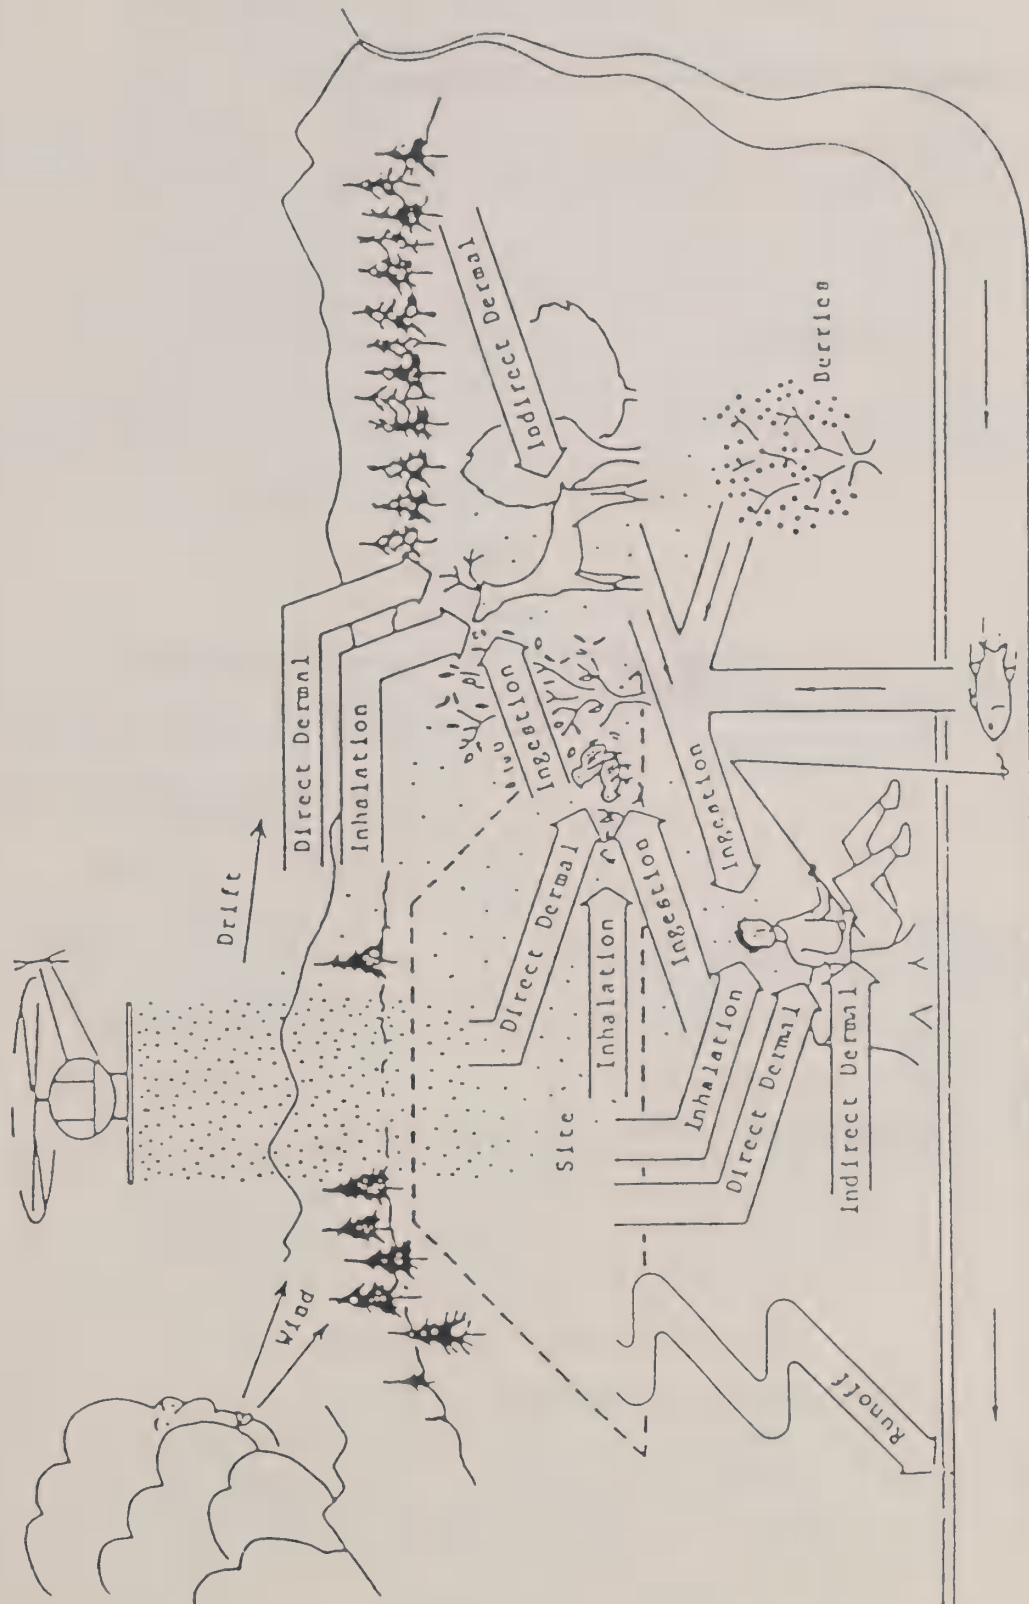 Wind
Drift
Direct Dermal
Inhalation
Indirect Dermal
Ingestion
Direct Dermal
Inhalation
Ingestion
Site
Ingestion
Berries
Inhalation
Direct Dermal
Indirect Dermal
Runoff